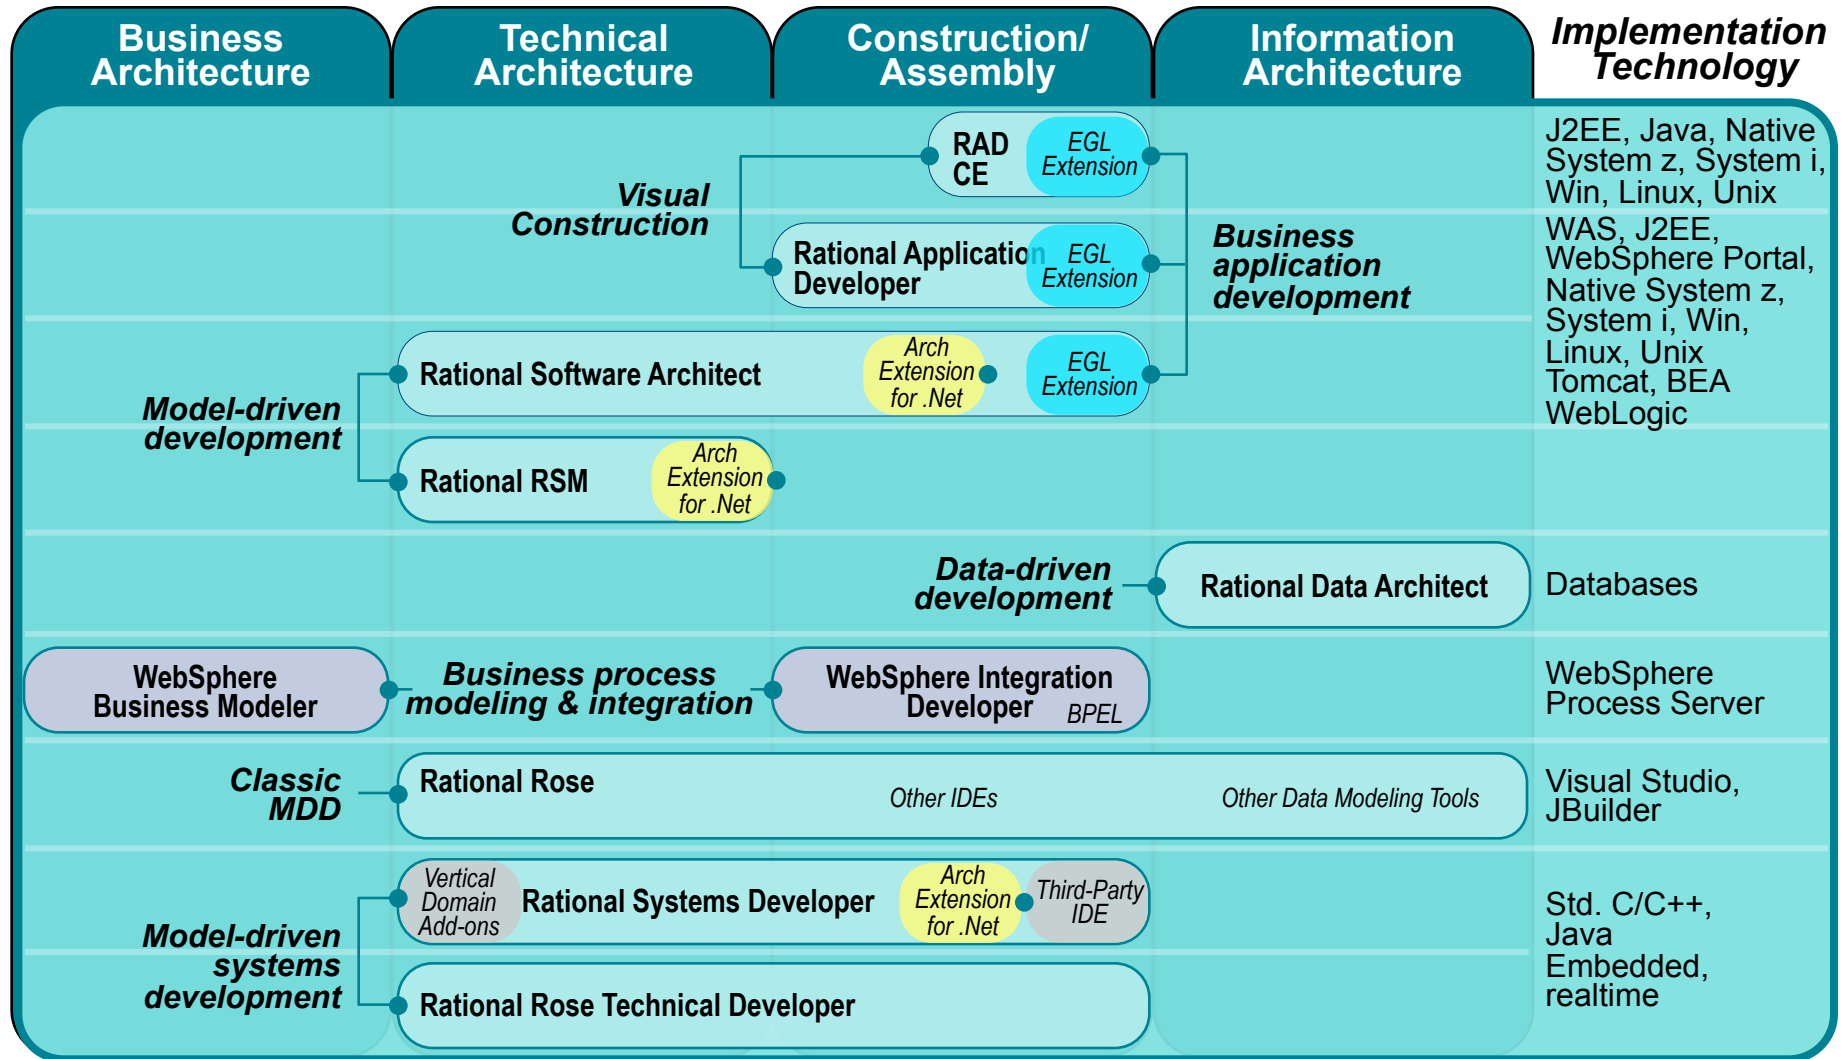 Business
Architecture
Technical
Architecture
Construction/
Assembly
Information
Architecture
Implementation
Technology
RAD
CE
EGL
Extension
Visual
Construction
Rational Application
Developer
EGL
Extension
Business
application
development
J2EE, Java, Native
System z, System i,
Win, Linux, Unix
WAS, J2EE,
WebSphere Portal,
Native System z,
System i, Win,
Linux, Unix
Tomcat, BEA
WebLogic
Model-driven
development
Rational Software Architect
Arch
Extension
for .Net
EGL
Extension
Rational RSM
Arch
Extension
for .Net
Data-driven
development
Rational Data Architect
Databases
WebSphere
Business Modeler
Business process
modeling & integration
WebSphere Integration
Developer
BPEL
WebSphere
Process Server
Classic
MDD
Rational Rose
Other IDEs
Other Data Modeling Tools
Visual Studio,
JBuilder
Model-driven
systems
development
Vertical
Domain
Add-ons
Rational Systems Developer
Arch
Extension
for .Net
Third-Party
IDE
Rational Rose Technical Developer
Std. C/C++,
Java
Embedded,
realtime